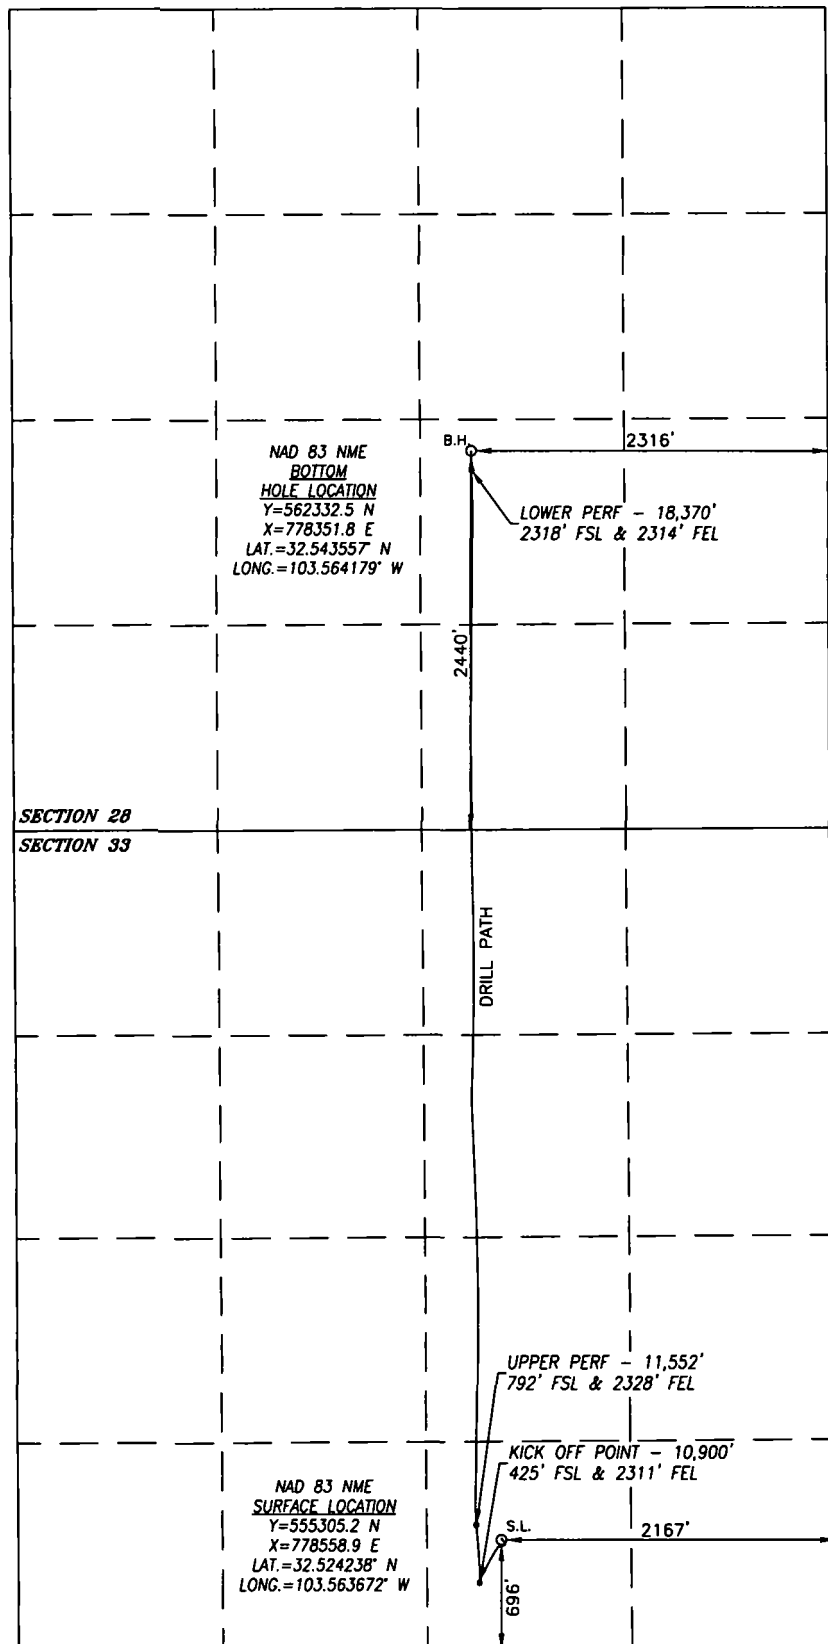 B.H.
2316'
NAD 83 NME
BOTTOM
HOLE LOCATION
Y=562332.5 N
X=778351.8 E
LAT.=32.543557° N
LONG.=103.564179° W
LOWER PERF - 18,370'
2318' FSL & 2314' FEL
2440'
SECTION 28
SECTION 33
DRILL PATH
UPPER PERF - 11,552'
792' FSL & 2328' FEL
KICK OFF POINT - 10,900'
425' FSL & 2311' FEL
NAD 83 NME
SURFACE LOCATION
Y=555305.2 N
X=778558.9 E
LAT.=32.524238° N
LONG.=103.563672° W
S.L.
2167'
696'